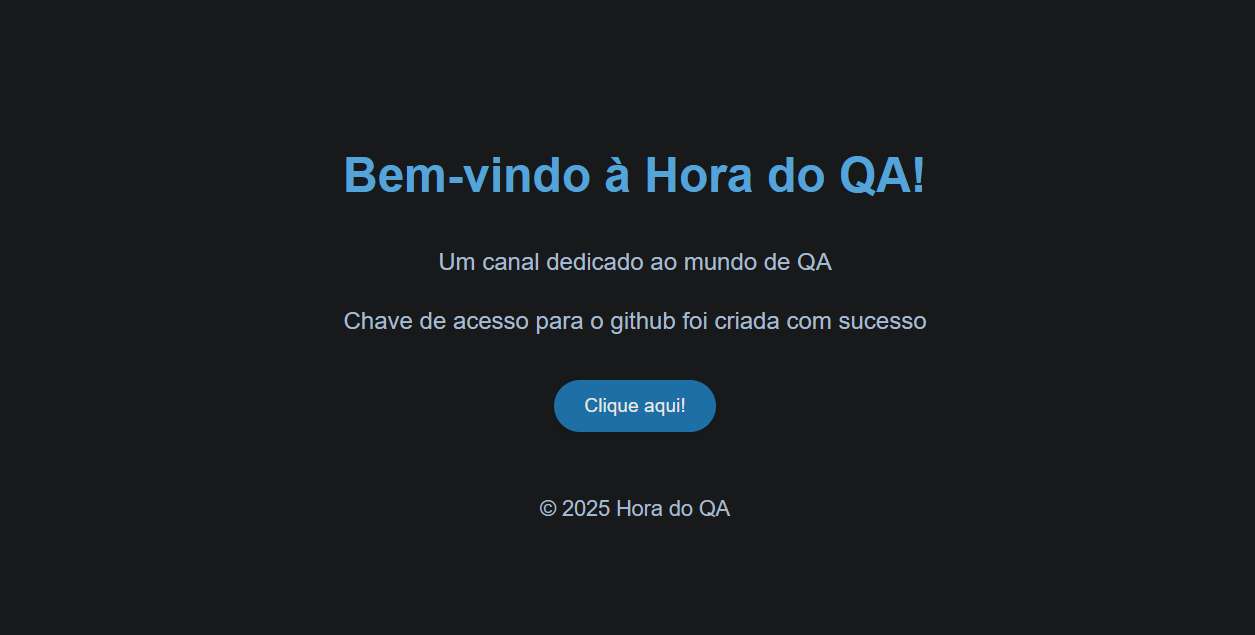 Bem-vindo à Hora do QA!
Um canal dedicado ao mundo de QA
Chave de acesso para o github foi criada com sucesso
Clique aqui!
© 2025 Hora do QA